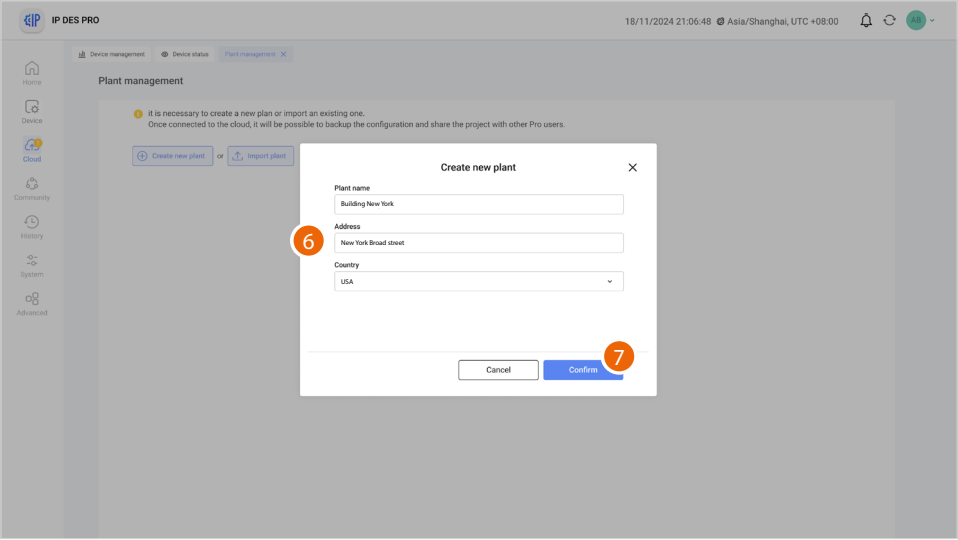 IP DES PRO
18/11/2024 21:06:48 Asia/Shanghai, UTC +08:00
AB
Device management
Device status
Plant management
Home
Plant management
Device
it is necessary to create a new plan or import an existing one.
Once connected to the cloud, it will be possible to backup the configuration and share the project with other Pro users.
Cloud
Create new plant or Import plant
Community
History
System
Advanced
Create new plant
Plant name
Building New York
Address
6
New York Broad street
Country
USA
7
Cancel
Confirm